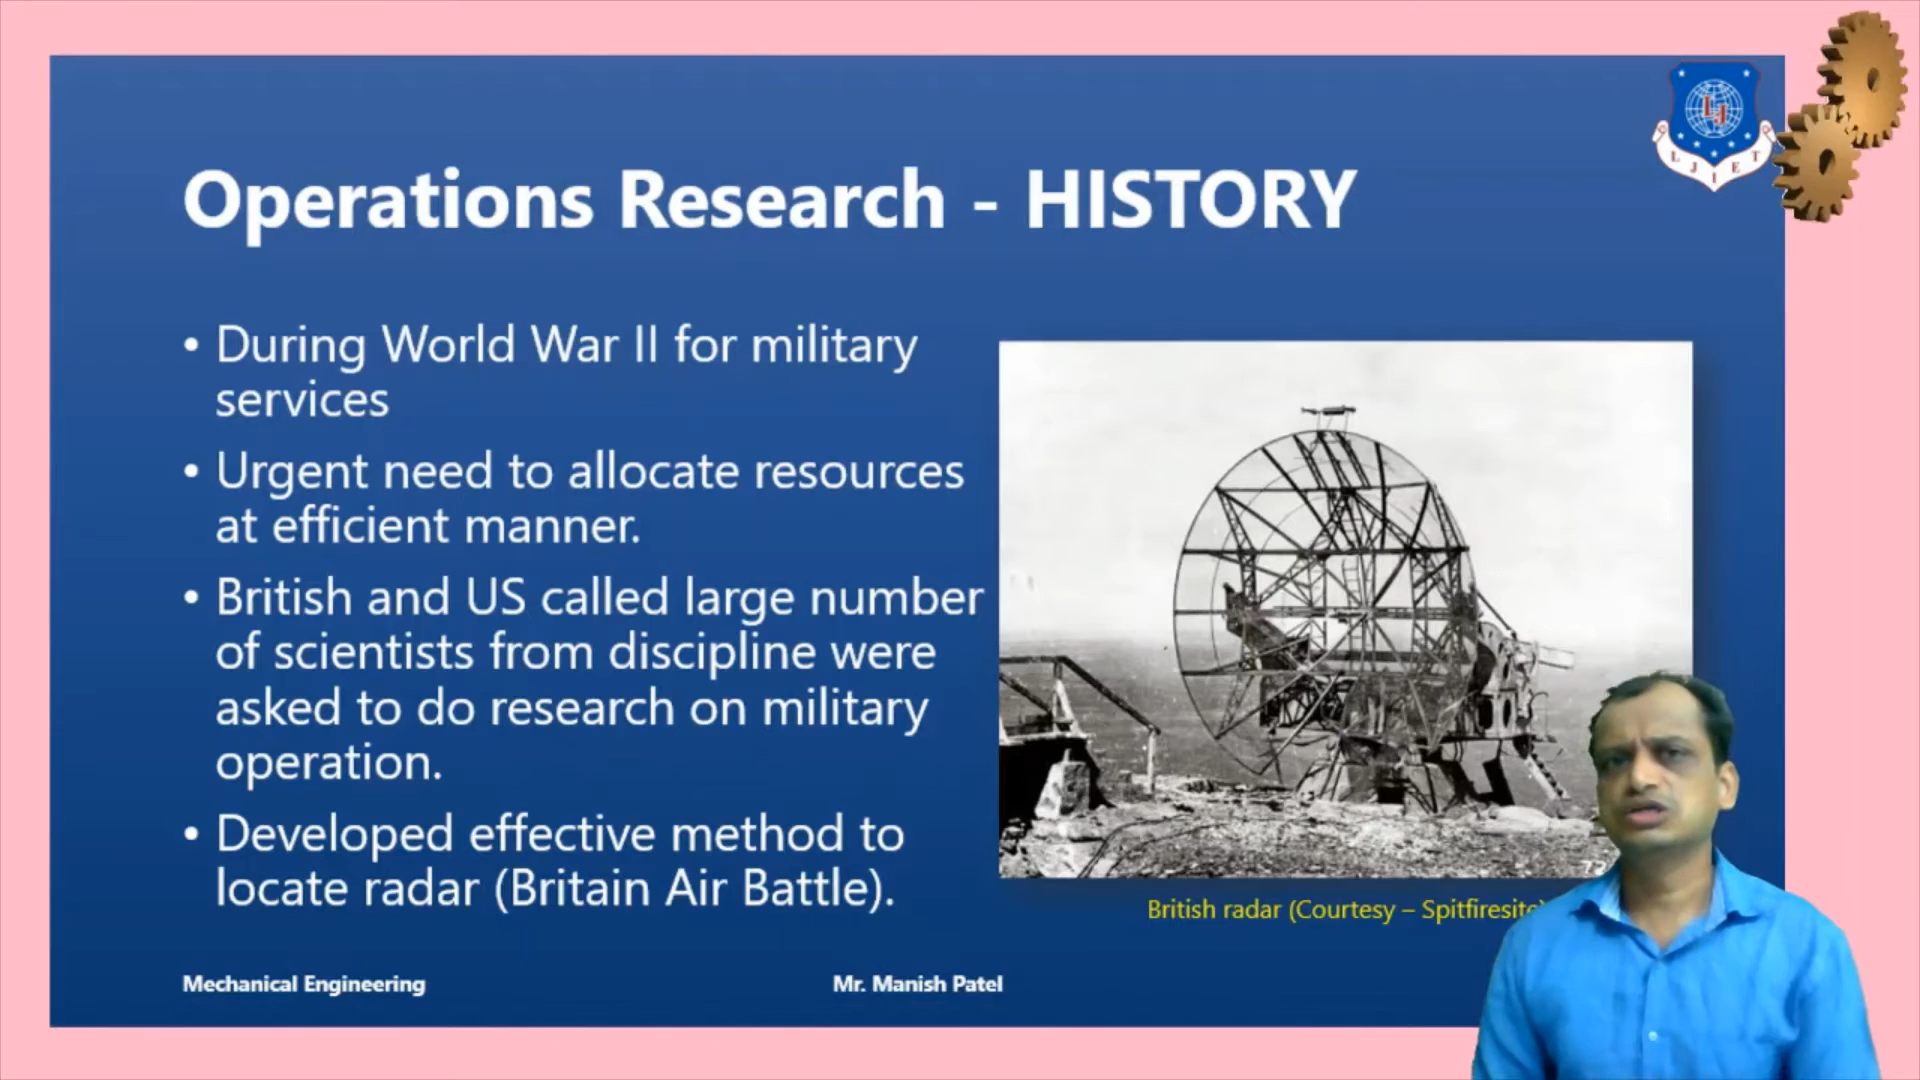 Operations Research - HISTORY
• During World War II for military
services
• Urgent need to allocate resources
at efficient manner.
• British and US called large number
of scientists from discipline were
asked to do research on military
operation.
• Developed effective method to
locate radar (Britain Air Battle).
British radar (Courtesy – Spitfiresite)
Mechanical Engineering
Mr. Manish Patel
LJ
L J I E T